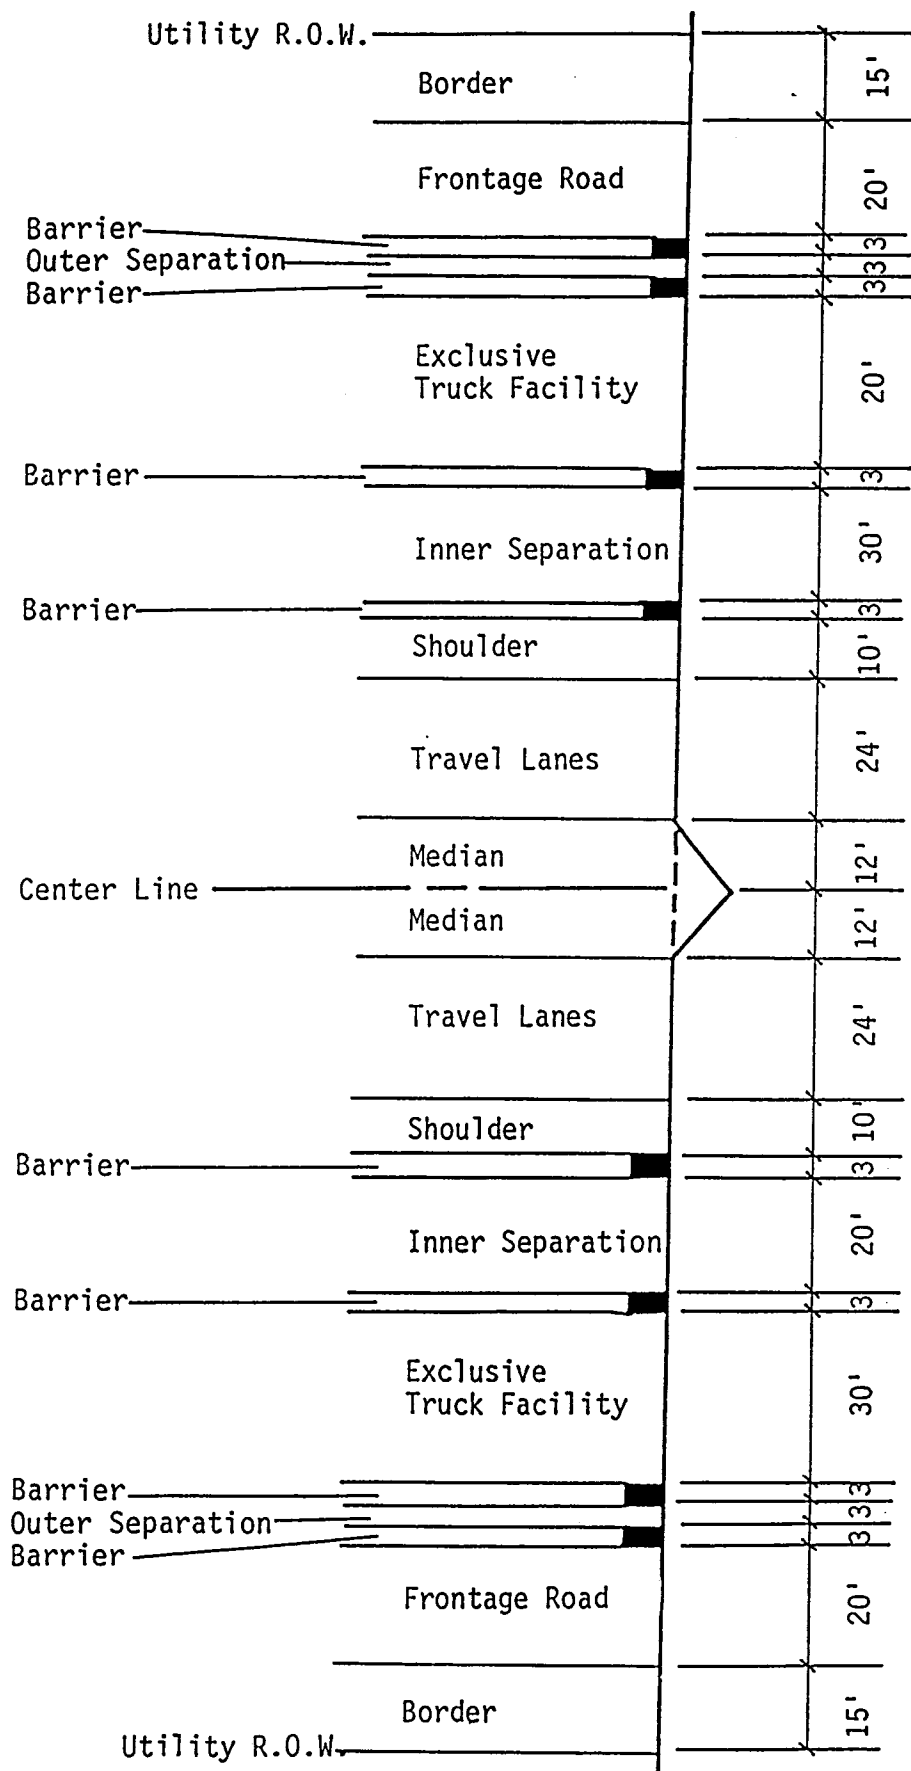 Utility R.O.W.
Border
15'
Frontage Road
20'
Barrier
3
Outer Separation
3
Barrier
3
Exclusive
Truck Facility
20'
Barrier
3
Inner Separation
30'
Barrier
3
Shoulder
10'
Travel Lanes
24'
Median
12'
Center Line
Median
12'
Travel Lanes
24'
Shoulder
10'
Barrier
3
Inner Separation
20'
Barrier
3
Exclusive
Truck Facility
30'
Barrier
3
Outer Separation
3
Barrier
3
Frontage Road
20'
Border
15'
Utility R.O.W.